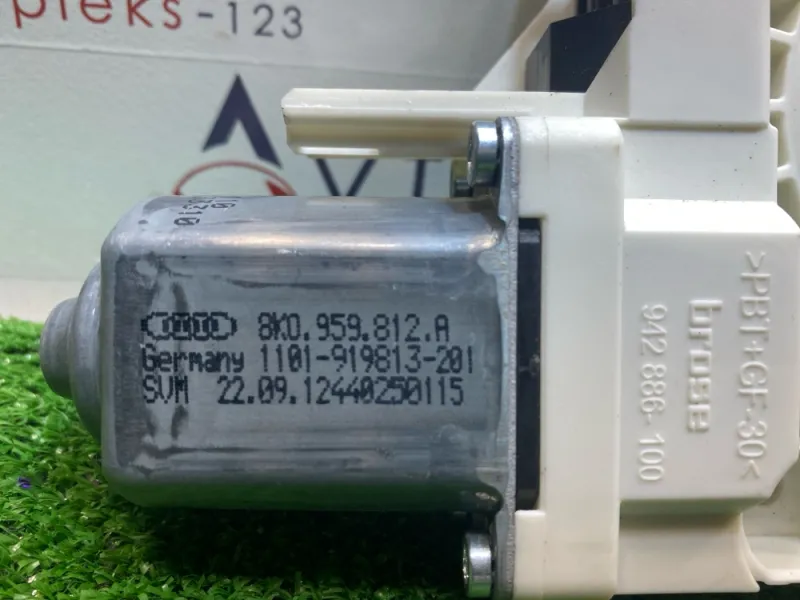 pleks-123
8K0.959.812.A
Germany 1101-919813-201
SVM 22.09.12440250115
>PBT+GF-30<
brose
942 886-100